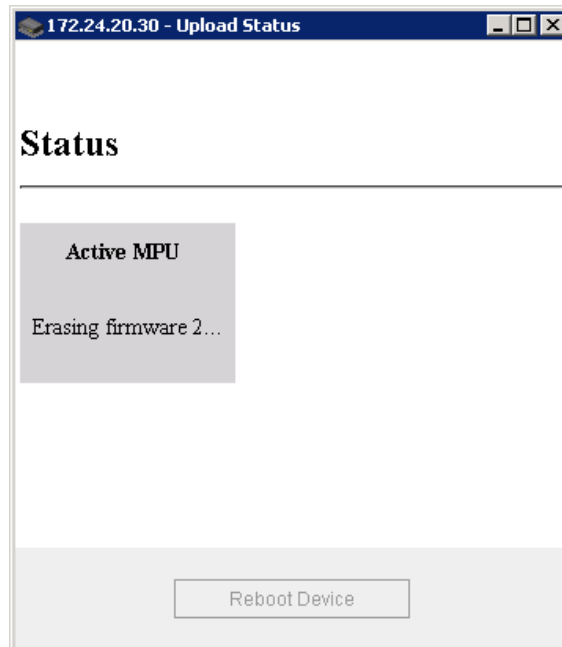 172.24.20.30 - Upload Status
Status
Active MPU
Erasing firmware 2...
Reboot Device